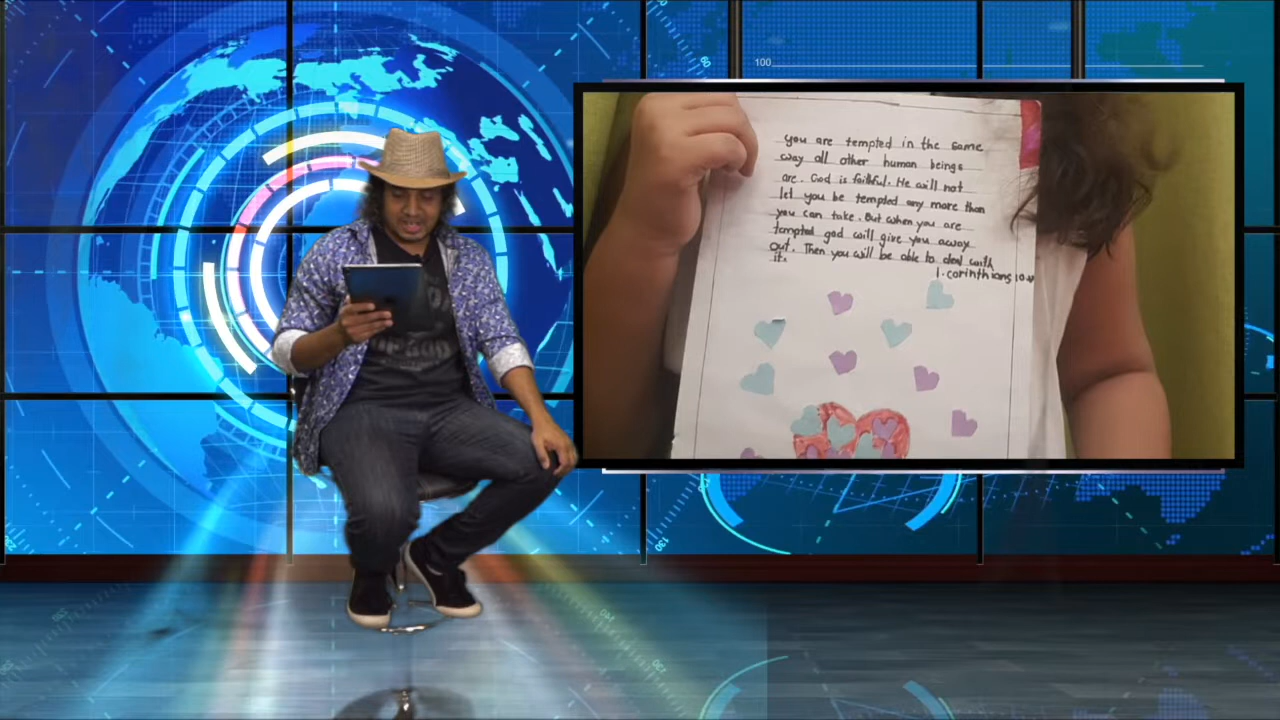 100
you are tempted in the same
way all other human beings
are. God is faithful. He will not
let you be tempted any more than
you can take. But when you are
tempted god will give you away
out. Then you will be able to deal with
it.
1. corinthians 10